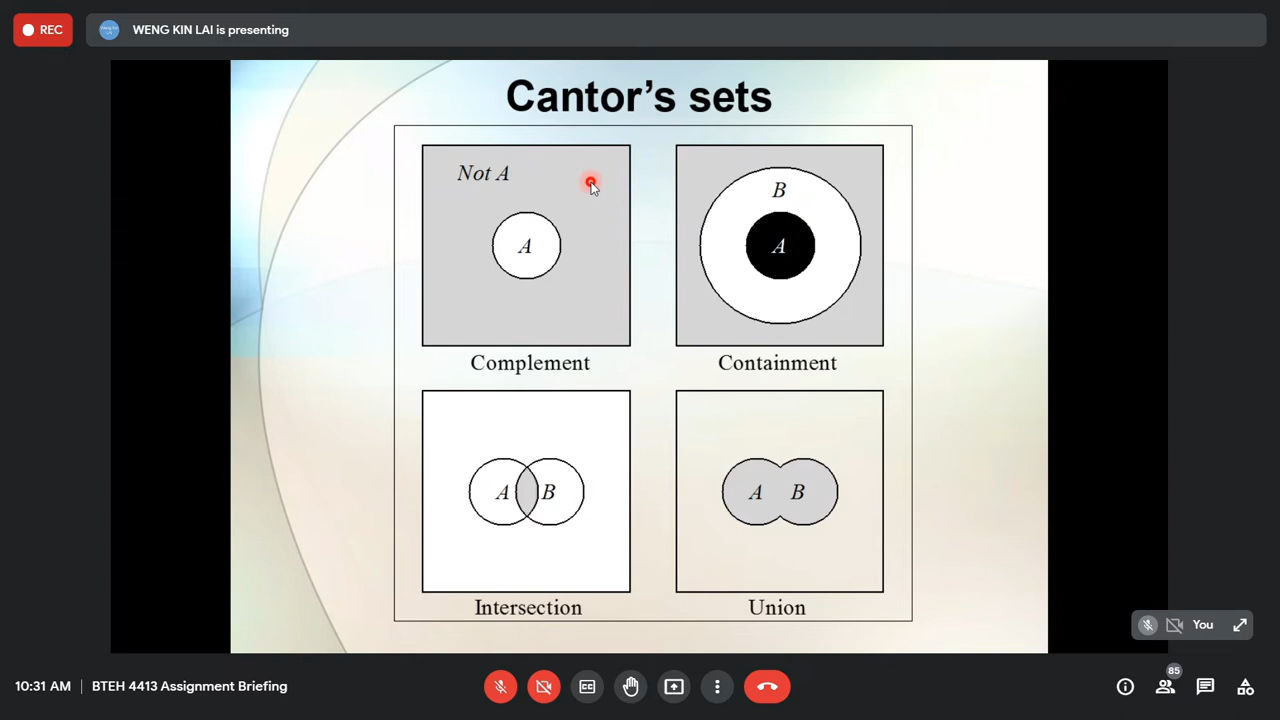 REC
WENG KIN LAI is presenting
Cantor's sets
Not A
A
Complement
B
A
Containment
A B
Intersection
A B
Union
You
10:31 AM | BTEH 4413 Assignment Briefing
85